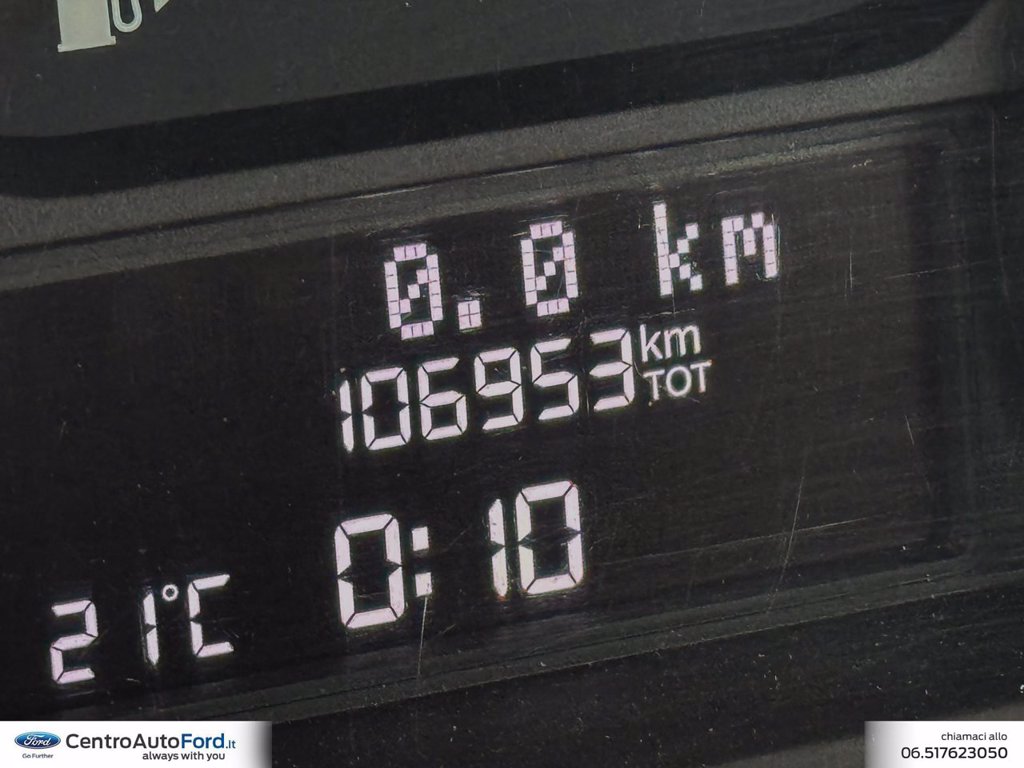 0.0 km
106953 km TOT
0:10
21°C
Ford
Go Further
CentroAutoFord.it
always with you
chiamaci allo
06.517623050